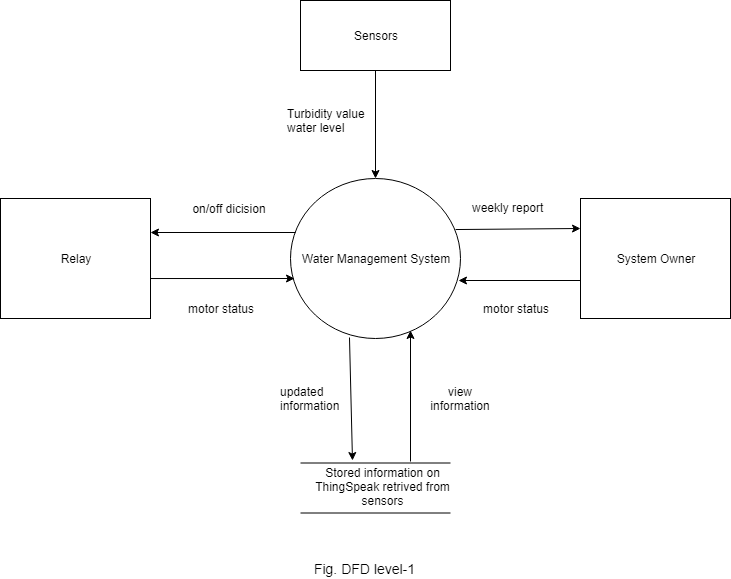 Sensors
Turbidity value
water level
on/off dicision
weekly report
Relay
Water Management System
System Owner
motor status
motor status
updated
information
view
information
Stored information on
ThingSpeak retrived from
sensors
Fig. DFD level-1